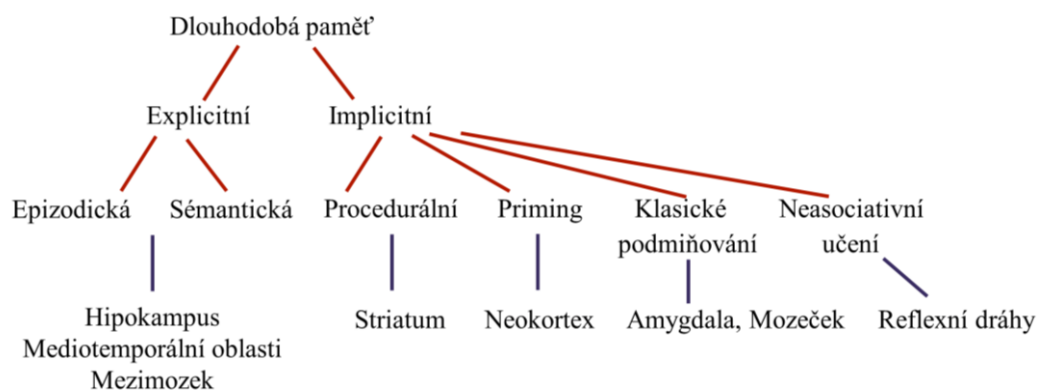 Dlouhodobá paměť
Explicitní
Implicitní
Epizodická
Sémantická
Procedurální
Priming
Klasické
podmiňování
Neasociativní
učení
Hipokampus
Mediotemporální oblasti
Mezimozek
Striatum
Neokortex
Amygdala, Mozeček
Reflexní dráhy